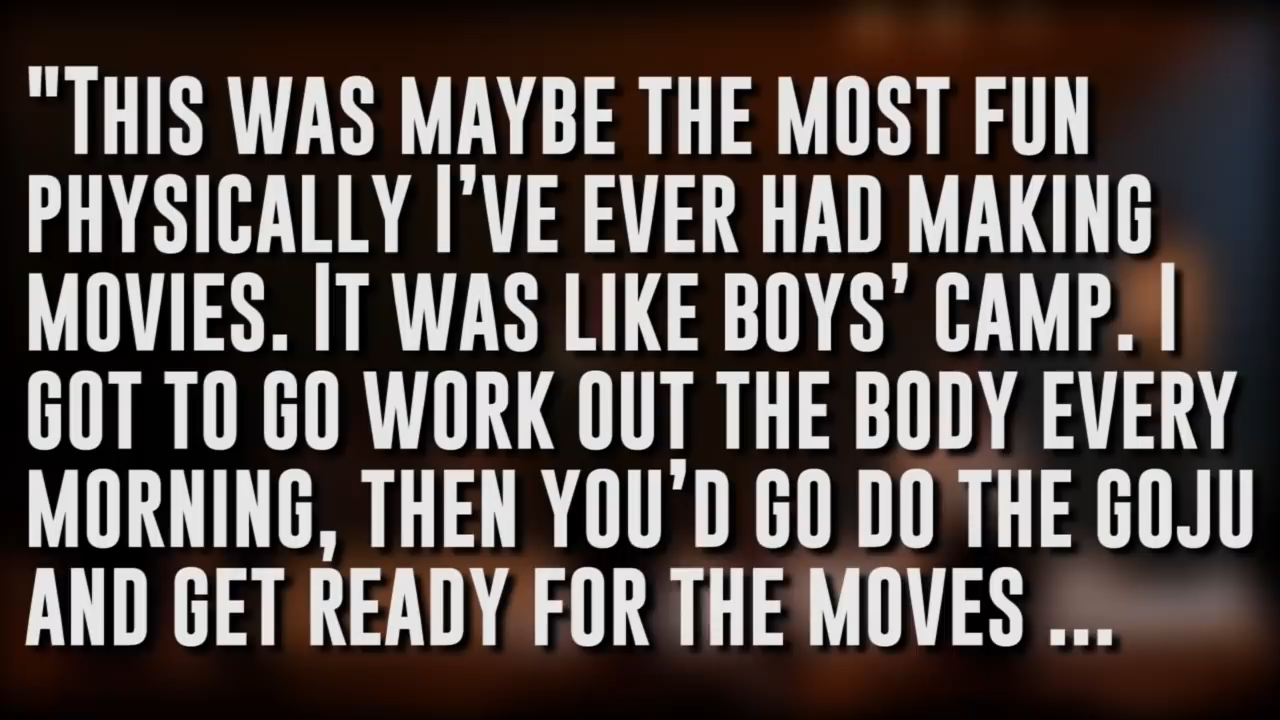 "This was maybe the most fun
physically I’ve ever had making
movies. It was like boys’ camp. I
got to go work out the body every
morning, then you’d go do the Goju
and get ready for the moves ...